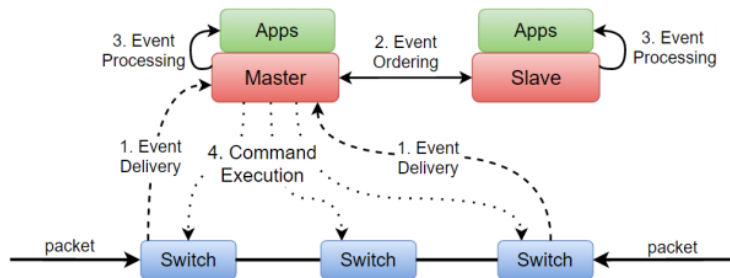 Apps
Apps
3. Event
Processing
2. Event
Ordering
3. Event
Processing
Master
Slave
1. Event
Delivery
4. Command
Execution
1. Event
Delivery
packet
Switch
Switch
Switch
packet